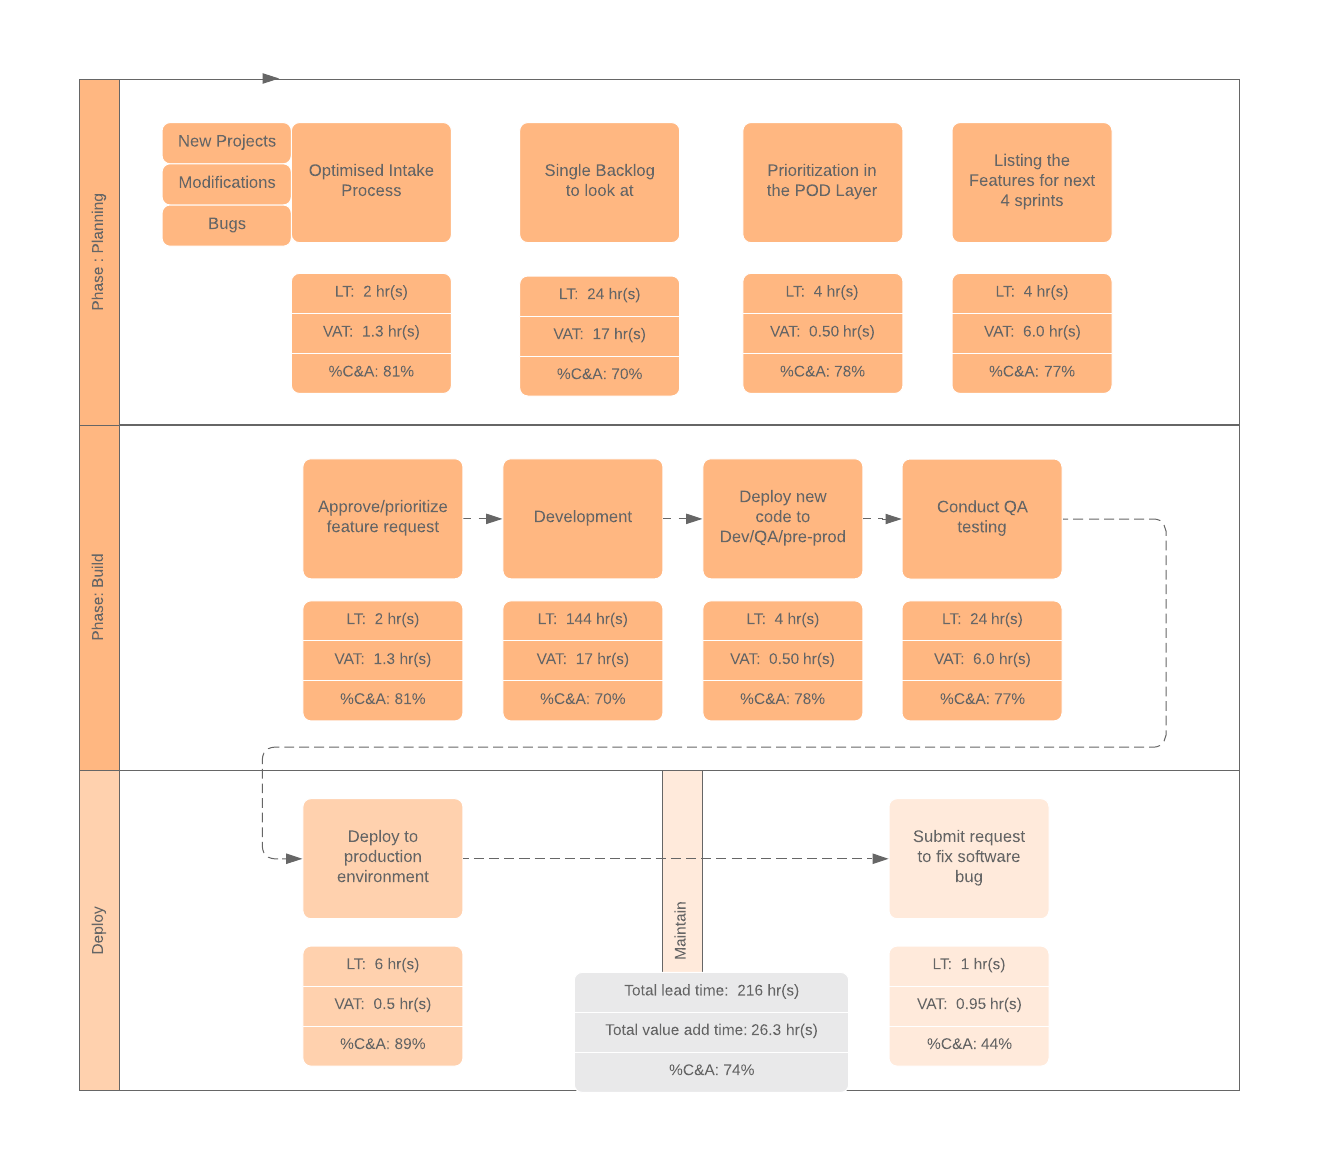 Phase : Planning
New Projects
Modifications
Bugs
Optimised Intake
Process
Single Backlog
to look at
Prioritization in
the POD Layer
Listing the
Features for next
4 sprints
LT:  2 hr(s)
VAT:  1.3 hr(s)
%C&A: 81%
LT:  24 hr(s)
VAT:  17 hr(s)
%C&A: 70%
LT:  4 hr(s)
VAT:  0.50 hr(s)
%C&A: 78%
LT:  4 hr(s)
VAT:  6.0 hr(s)
%C&A: 77%
Phase: Build
Approve/prioritize
feature request
Development
Deploy new
code to
Dev/QA/pre-prod
Conduct QA
testing
LT:  2 hr(s)
VAT:  1.3 hr(s)
%C&A: 81%
LT:  144 hr(s)
VAT:  17 hr(s)
%C&A: 70%
LT:  4 hr(s)
VAT:  0.50 hr(s)
%C&A: 78%
LT:  24 hr(s)
VAT:  6.0 hr(s)
%C&A: 77%
Deploy
Deploy to
production
environment
LT:  6 hr(s)
VAT:  0.5 hr(s)
%C&A: 89%
Maintain
Submit request
to fix software
bug
LT:  1 hr(s)
VAT:  0.95 hr(s)
%C&A: 44%
Total lead time:  216 hr(s)
Total value add time: 26.3 hr(s)
%C&A: 74%